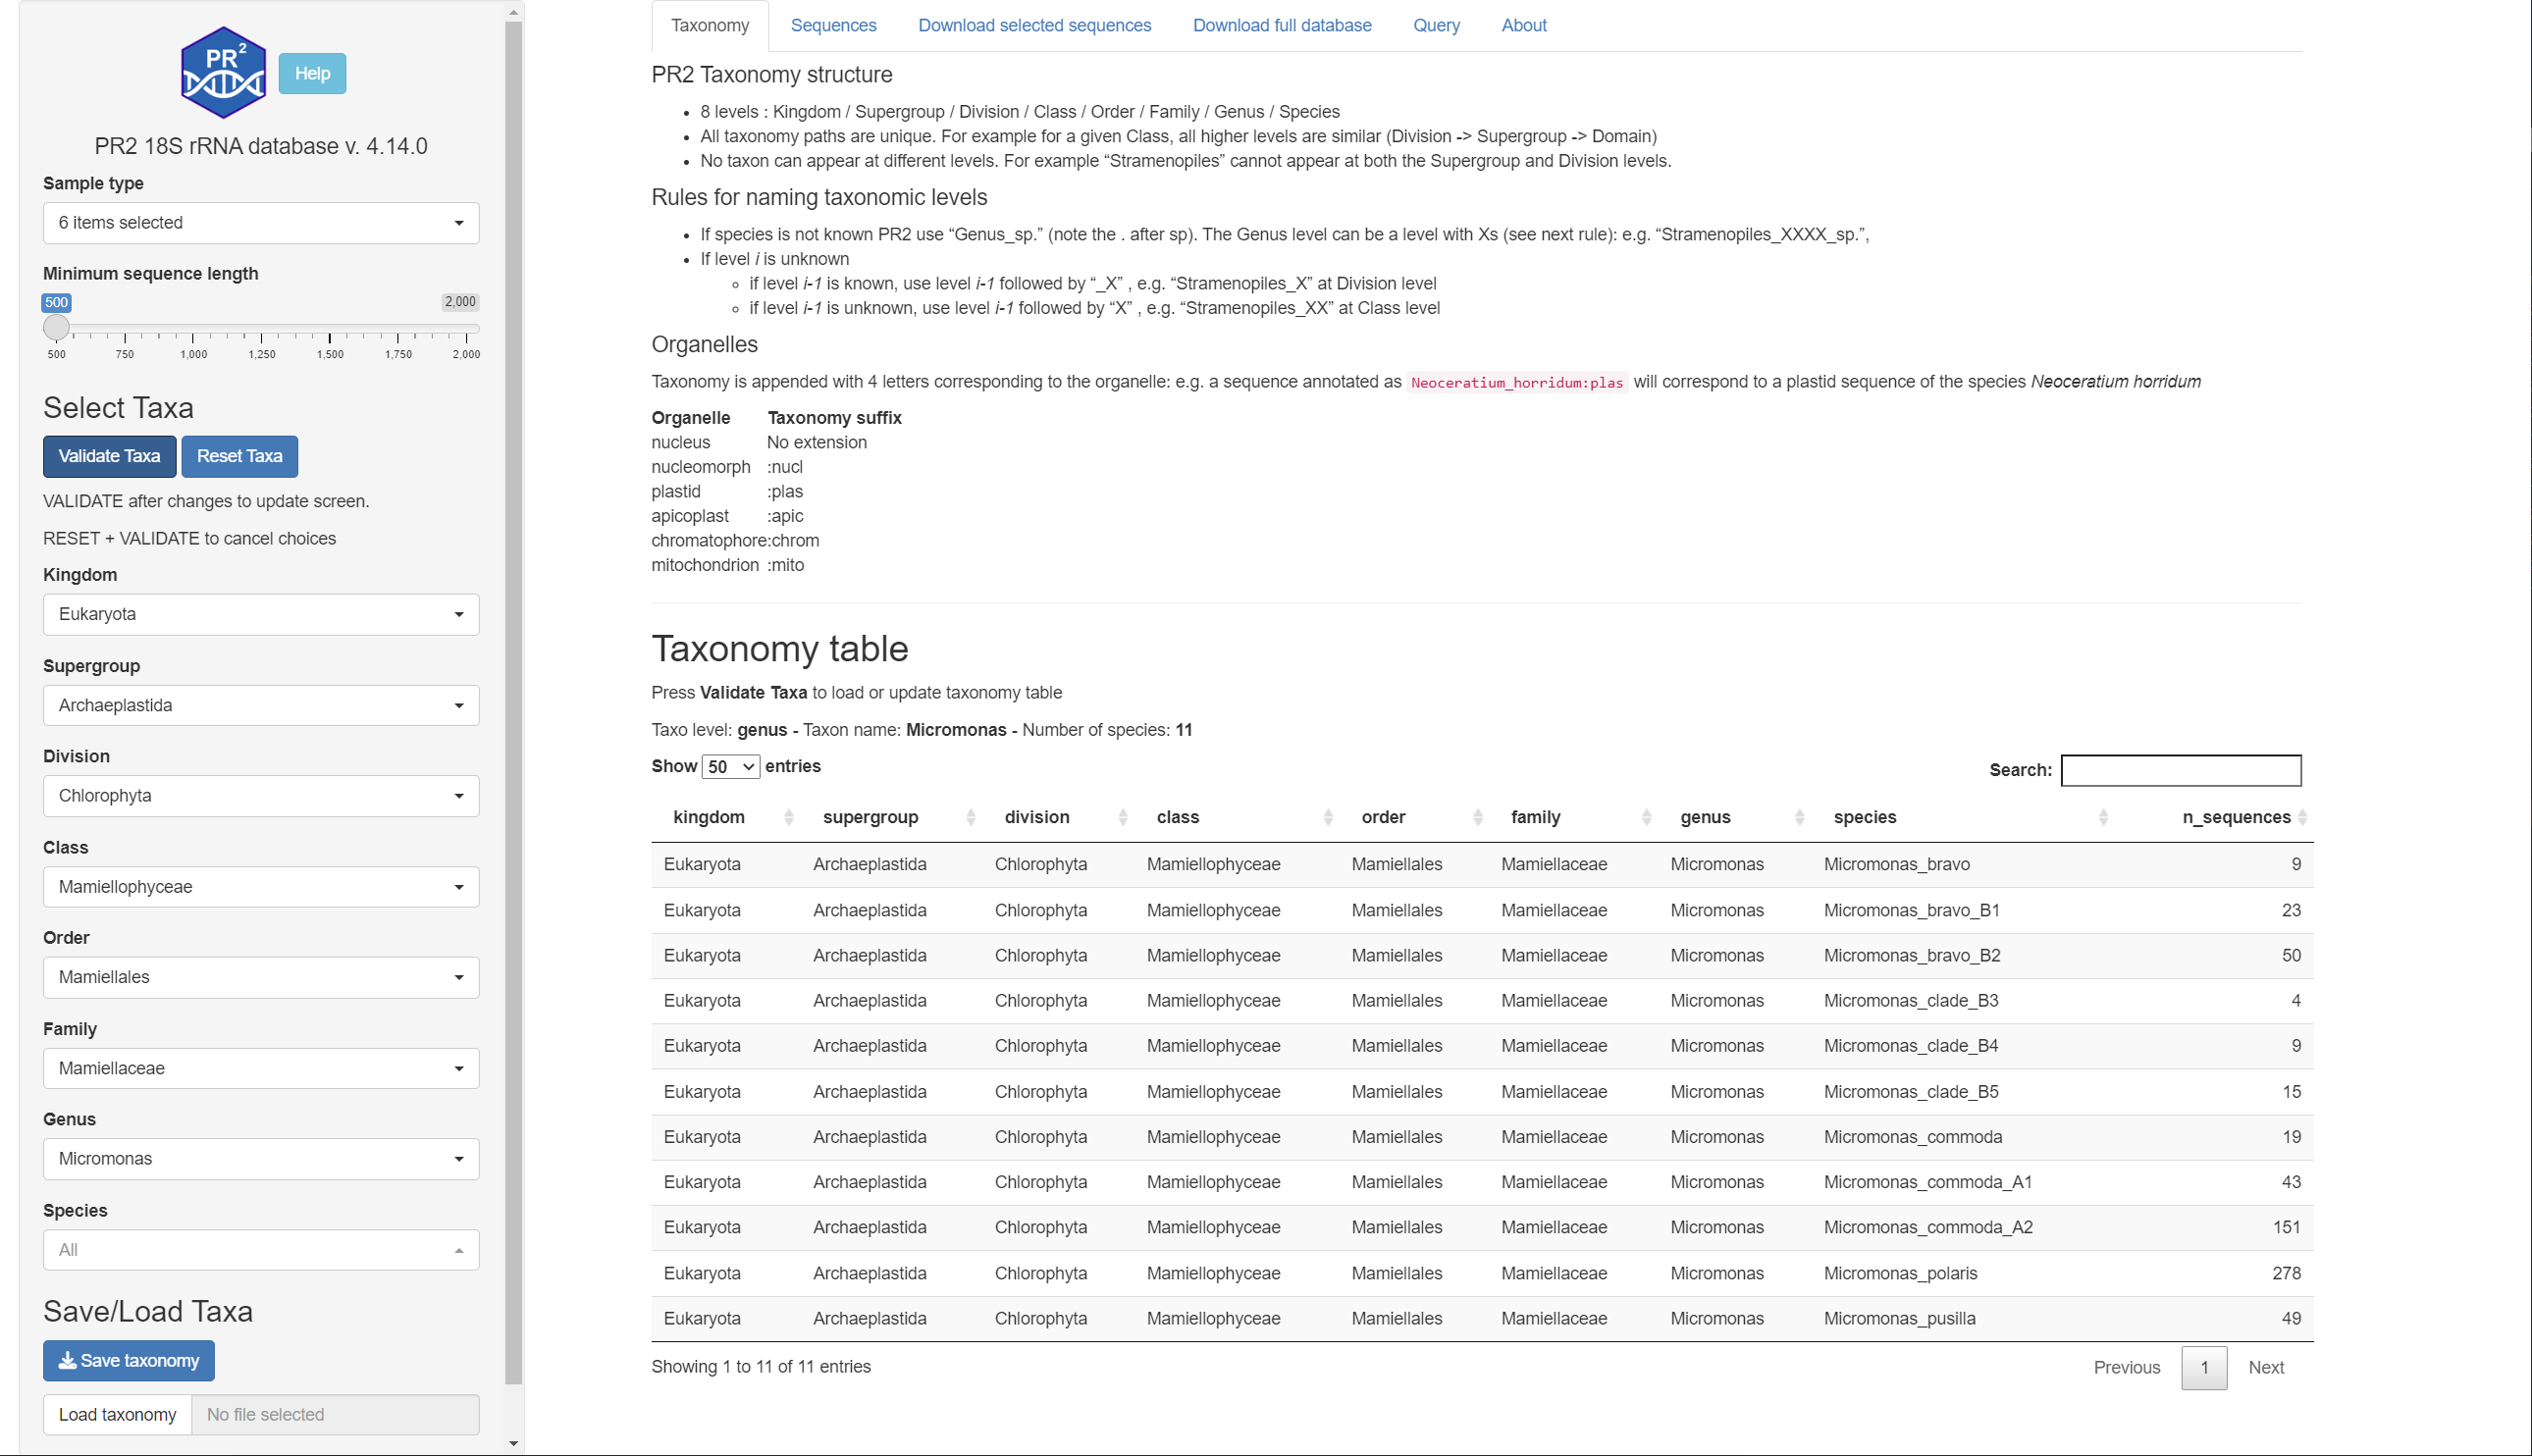 PR2
Help
PR2 18S rRNA database v. 4.14.0
Sample type
6 items selected
Minimum sequence length
500 2,000
500 750 1,000 1,250 1,500 1,750 2,000
Select Taxa
Validate Taxa Reset Taxa
VALIDATE after changes to update screen.
RESET + VALIDATE to cancel choices
Kingdom
Eukaryota
Supergroup
Archaeplastida
Division
Chlorophyta
Class
Mamiellophyceae
Order
Mamiellales
Family
Mamiellaceae
Genus
Micromonas
Species
All
Save/Load Taxa
Save taxonomy
Load taxonomy No file selected
Taxonomy Sequences Download selected sequences Download full database Query About
PR2 Taxonomy structure
• 8 levels : Kingdom / Supergroup / Division / Class / Order / Family / Genus / Species
• All taxonomy paths are unique. For example for a given Class, all higher levels are similar (Division -> Supergroup -> Domain)
• No taxon can appear at different levels. For example “Stramenopiles” cannot appear at both the Supergroup and Division levels.
Rules for naming taxonomic levels
• If species is not known PR2 use “Genus_sp.” (note the . after sp). The Genus level can be a level with Xs (see next rule): e.g. “Stramenopiles_XXXX_sp.”,
• If level i is unknown
◦ if level i-1 is known, use level i-1 followed by “_X” , e.g. “Stramenopiles_X” at Division level
◦ if level i-1 is unknown, use level i-1 followed by “X” , e.g. “Stramenopiles_XX” at Class level
Organelles
Taxonomy is appended with 4 letters corresponding to the organelle: e.g. a sequence annotated as Neoceratium_horridum:plas will correspond to a plastid sequence of the species Neoceratium horridum
Organelle Taxonomy suffix
nucleus No extension
nucleomorph :nucl
plastid :plas
apicoplast :apic
chromatophore:chrom
mitochondrion :mito
Taxonomy table
Press Validate Taxa to load or update taxonomy table
Taxo level: genus - Taxon name: Micromonas - Number of species: 11
Show 50 entries Search:
kingdom supergroup division class order family genus species n_sequences
Eukaryota Archaeplastida Chlorophyta Mamiellophyceae Mamiellales Mamiellaceae Micromonas Micromonas_bravo 9
Eukaryota Archaeplastida Chlorophyta Mamiellophyceae Mamiellales Mamiellaceae Micromonas Micromonas_bravo_B1 23
Eukaryota Archaeplastida Chlorophyta Mamiellophyceae Mamiellales Mamiellaceae Micromonas Micromonas_bravo_B2 50
Eukaryota Archaeplastida Chlorophyta Mamiellophyceae Mamiellales Mamiellaceae Micromonas Micromonas_clade_B3 4
Eukaryota Archaeplastida Chlorophyta Mamiellophyceae Mamiellales Mamiellaceae Micromonas Micromonas_clade_B4 9
Eukaryota Archaeplastida Chlorophyta Mamiellophyceae Mamiellales Mamiellaceae Micromonas Micromonas_clade_B5 15
Eukaryota Archaeplastida Chlorophyta Mamiellophyceae Mamiellales Mamiellaceae Micromonas Micromonas_commoda 19
Eukaryota Archaeplastida Chlorophyta Mamiellophyceae Mamiellales Mamiellaceae Micromonas Micromonas_commoda_A1 43
Eukaryota Archaeplastida Chlorophyta Mamiellophyceae Mamiellales Mamiellaceae Micromonas Micromonas_commoda_A2 151
Eukaryota Archaeplastida Chlorophyta Mamiellophyceae Mamiellales Mamiellaceae Micromonas Micromonas_polaris 278
Eukaryota Archaeplastida Chlorophyta Mamiellophyceae Mamiellales Mamiellaceae Micromonas Micromonas_pusilla 49
Showing 1 to 11 of 11 entries Previous 1 Next